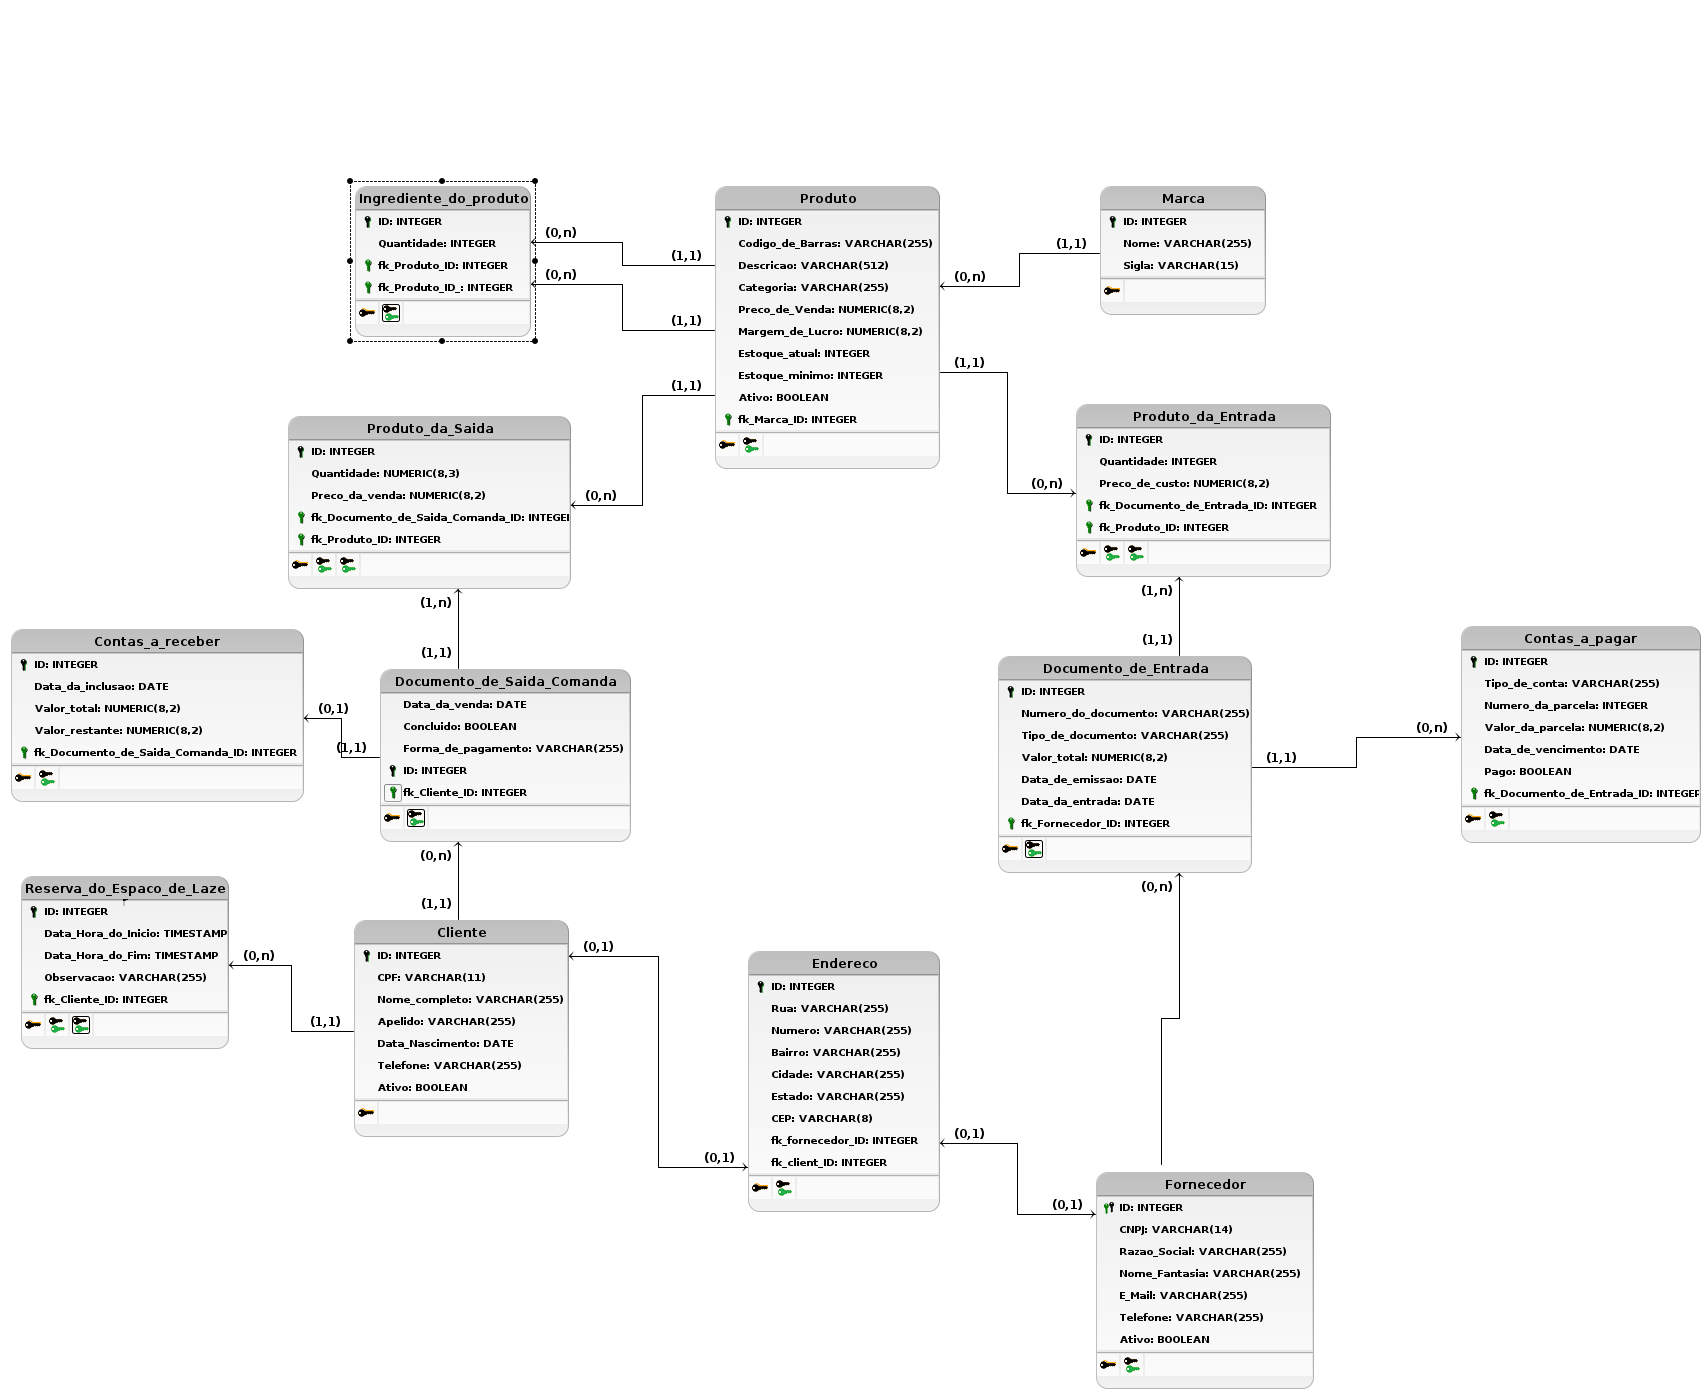 Ingrediente_do_produto
ID: INTEGER
Quantidade: INTEGER
fk_Produto_ID: INTEGER
fk_Produto_ID_: INTEGER
(0,n)
(1,1)
(0,n)
(1,1)
(1,1)
(0,n)
Produto
ID: INTEGER
Codigo_de_Barras: VARCHAR(255)
Descricao: VARCHAR(512)
Categoria: VARCHAR(255)
Preco_de_Venda: NUMERIC(8,2)
Margem_de_Lucro: NUMERIC(8,2)
Estoque_atual: INTEGER
Estoque_minimo: INTEGER
Ativo: BOOLEAN
fk_Marca_ID: INTEGER
(1,1)
(0,n)
(1,1)
(0,n)
Marca
ID: INTEGER
Nome: VARCHAR(255)
Sigla: VARCHAR(15)
Produto_da_Saida
ID: INTEGER
Quantidade: NUMERIC(8,3)
Preco_da_venda: NUMERIC(8,2)
fk_Documento_de_Saida_Comanda_ID: INTEGEI
fk_Produto_ID: INTEGER
(1,n)
(1,1)
Produto_da_Entrada
ID: INTEGER
Quantidade: INTEGER
Preco_de_custo: NUMERIC(8,2)
fk_Documento_de_Entrada_ID: INTEGER
fk_Produto_ID: INTEGER
(1,n)
(1,1)
Contas_a_receber
ID: INTEGER
Data_da_inclusao: DATE
Valor_total: NUMERIC(8,2)
Valor_restante: NUMERIC(8,2)
fk_Documento_de_Saida_Comanda_ID: INTEGER
(0,1)
(1,1)
Documento_de_Saida_Comanda
Data_da_venda: DATE
Concluido: BOOLEAN
Forma_de_pagamento: VARCHAR(255)
ID: INTEGER
fk_Cliente_ID: INTEGER
(0,n)
(1,1)
Documento_de_Entrada
ID: INTEGER
Numero_do_documento: VARCHAR(255)
Tipo_de_documento: VARCHAR(255)
Valor_total: NUMERIC(8,2)
Data_de_emissao: DATE
Data_da_entrada: DATE
fk_Fornecedor_ID: INTEGER
(1,1)
(0,n)
(0,n)
Contas_a_pagar
ID: INTEGER
Tipo_de_conta: VARCHAR(255)
Numero_da_parcela: INTEGER
Valor_da_parcela: NUMERIC(8,2)
Data_de_vencimento: DATE
Pago: BOOLEAN
fk_Documento_de_Entrada_ID: INTEGER
Reserva_do_Espaco_de_Laze
r
ID: INTEGER
Data_Hora_do_Inicio: TIMESTAMP
Data_Hora_do_Fim: TIMESTAMP
Observacao: VARCHAR(255)
fk_Cliente_ID: INTEGER
(0,n)
(1,1)
Cliente
ID: INTEGER
CPF: VARCHAR(11)
Nome_completo: VARCHAR(255)
Apelido: VARCHAR(255)
Data_Nascimento: DATE
Telefone: VARCHAR(255)
Ativo: BOOLEAN
(0,1)
(0,1)
Endereco
ID: INTEGER
Rua: VARCHAR(255)
Numero: VARCHAR(255)
Bairro: VARCHAR(255)
Cidade: VARCHAR(255)
Estado: VARCHAR(255)
CEP: VARCHAR(8)
fk_fornecedor_ID: INTEGER
fk_client_ID: INTEGER
(0,1)
(0,1)
Fornecedor
ID: INTEGER
CNPJ: VARCHAR(14)
Razao_Social: VARCHAR(255)
Nome_Fantasia: VARCHAR(255)
E_Mail: VARCHAR(255)
Telefone: VARCHAR(255)
Ativo: BOOLEAN